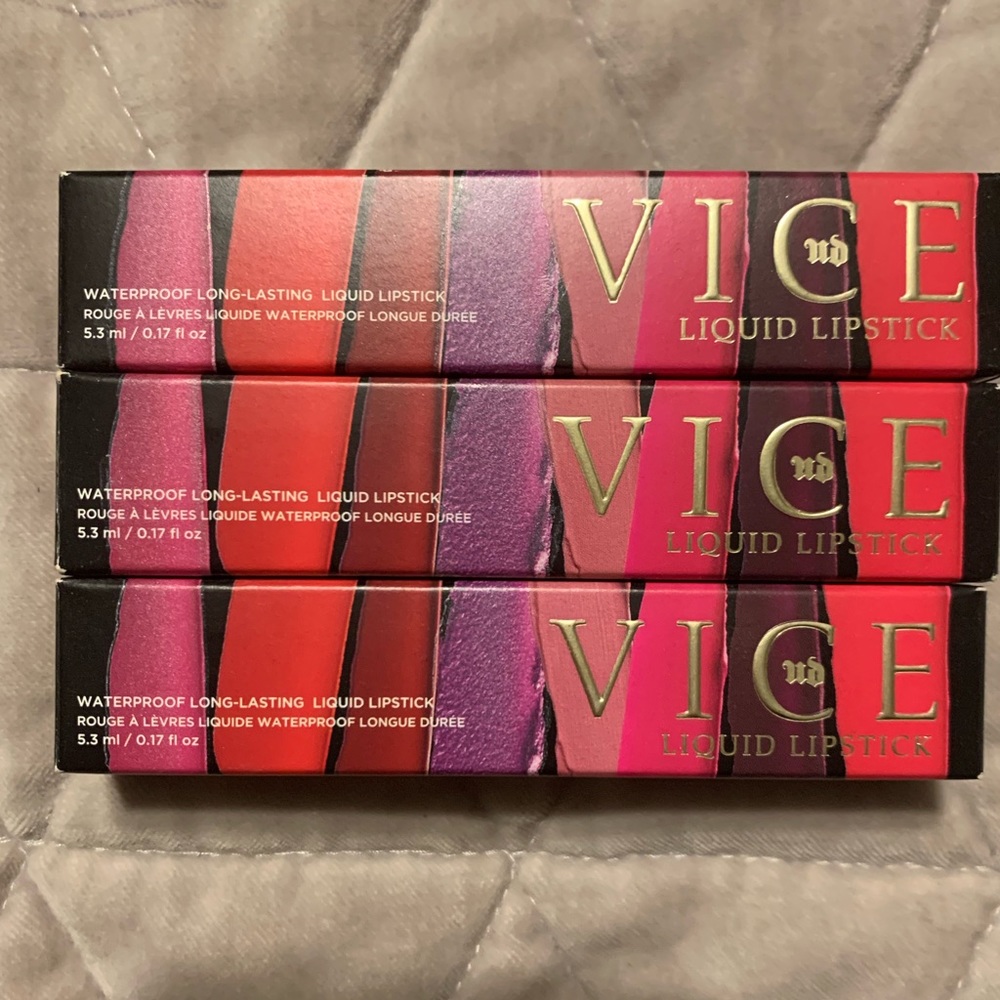 VICE
ud
LIQUID LIPSTICK
WATERPROOF LONG-LASTING LIQUID LIPSTICK
ROUGE À LÈVRES LIQUIDE WATERPROOF LONGUE DURÉE
5.3 ml / 0.17 fl oz
VICE
ud
LIQUID LIPSTICK
WATERPROOF LONG-LASTING LIQUID LIPSTICK
ROUGE À LÈVRES LIQUIDE WATERPROOF LONGUE DURÉE
5.3 ml / 0.17 fl oz
VICE
ud
LIQUID LIPSTICK
WATERPROOF LONG-LASTING LIQUID LIPSTICK
ROUGE À LÈVRES LIQUIDE WATERPROOF LONGUE DURÉE
5.3 ml / 0.17 fl oz